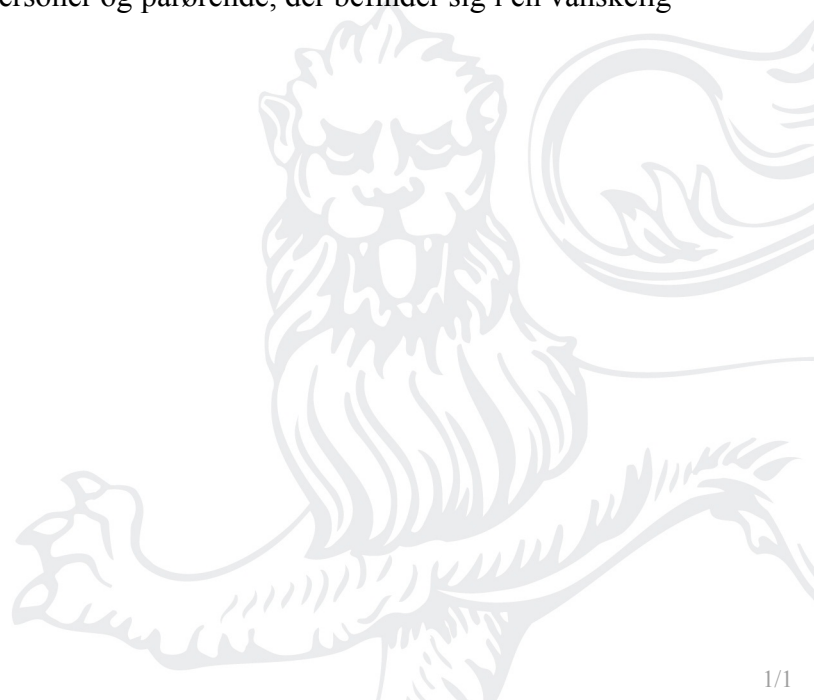 ersoner og pårørende, der befinder sig i en vanskelig
1/1